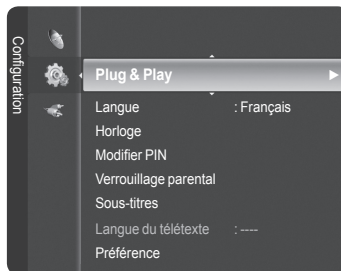 Configuration
Plug & Play
Langue : Français
Horloge
Modifier PIN
Verrouillage parental
Sous-titres
Langue du télétexte : ----
Préférence